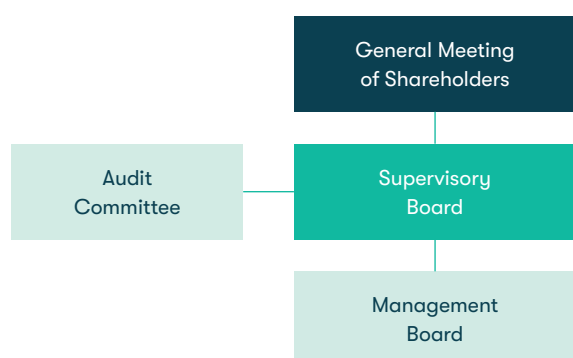 General Meeting
of Shareholders
Audit
Committee
Supervisory
Board
Management
Board